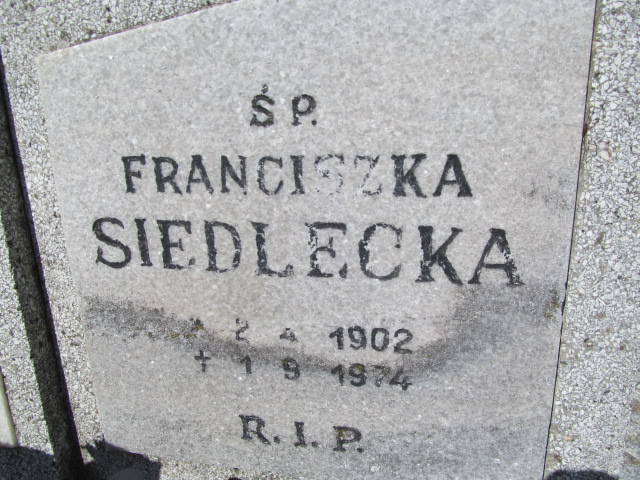 Ś P.
FRANCISZKA
SIEDLECKA
* 2 4 1902
+ 1 9 1974
R. I. P.